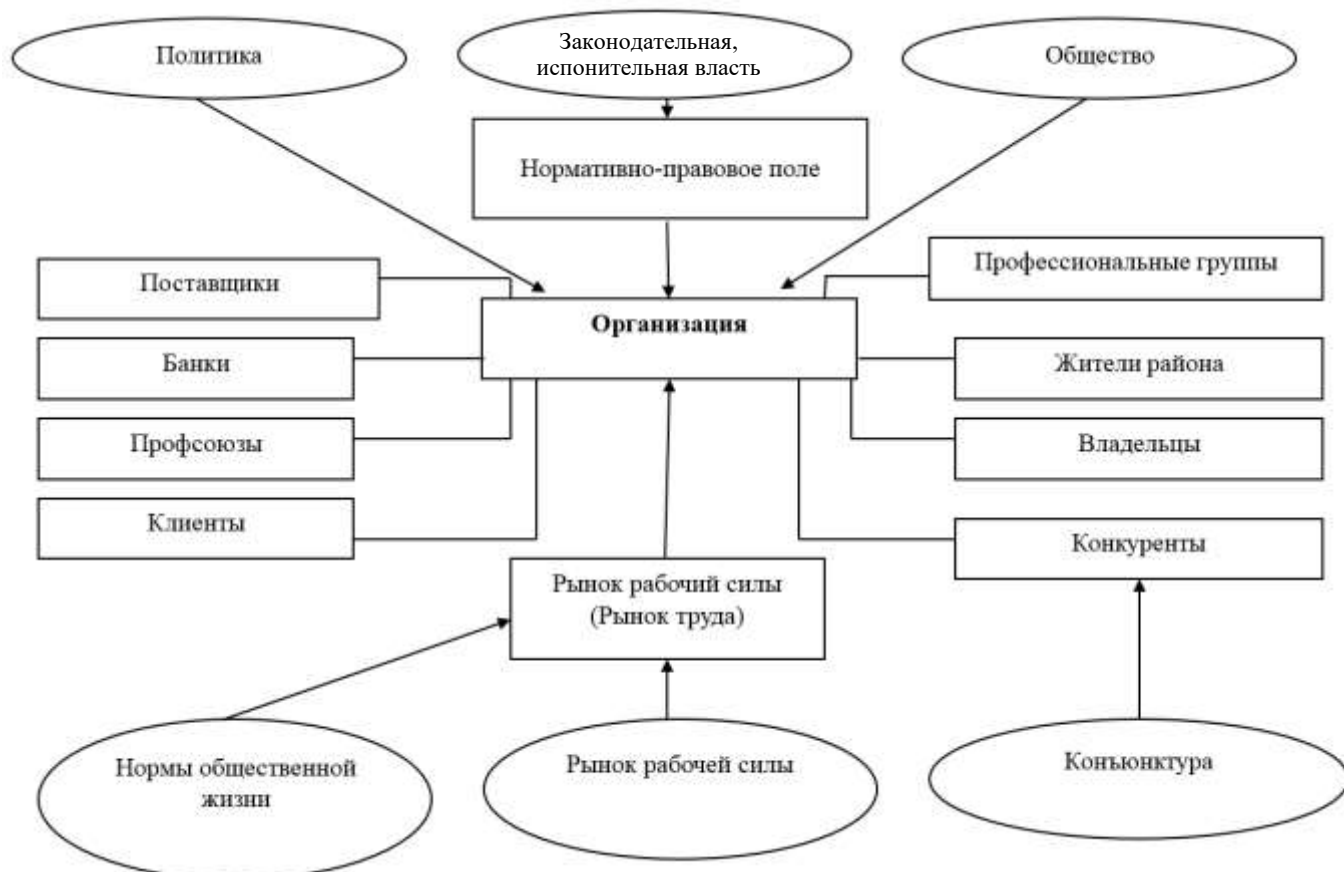 Политика
Законодательная,
испонительная власть
Общество
Нормативно-правовое поле
Поставщики
Профессиональные группы
Организация
Банки
Жители района
Профсоюзы
Владельцы
Клиенты
Конкуренты
Рынок рабочий силы
(Рынок труда)
Нормы общественной
жизни
Рынок рабочей силы
Конъюнктура